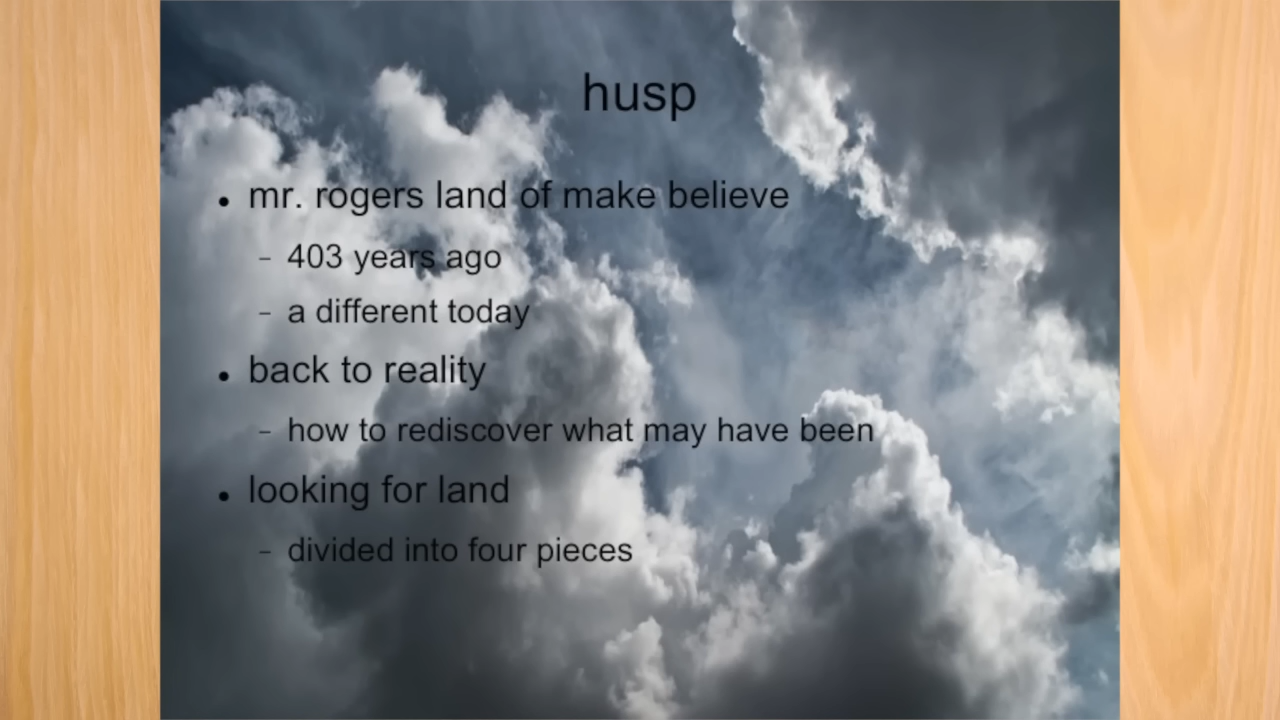 husp
• mr. rogers land of make believe
– 403 years ago
– a different today
• back to reality
– how to rediscover what may have been
• looking for land
– divided into four pieces